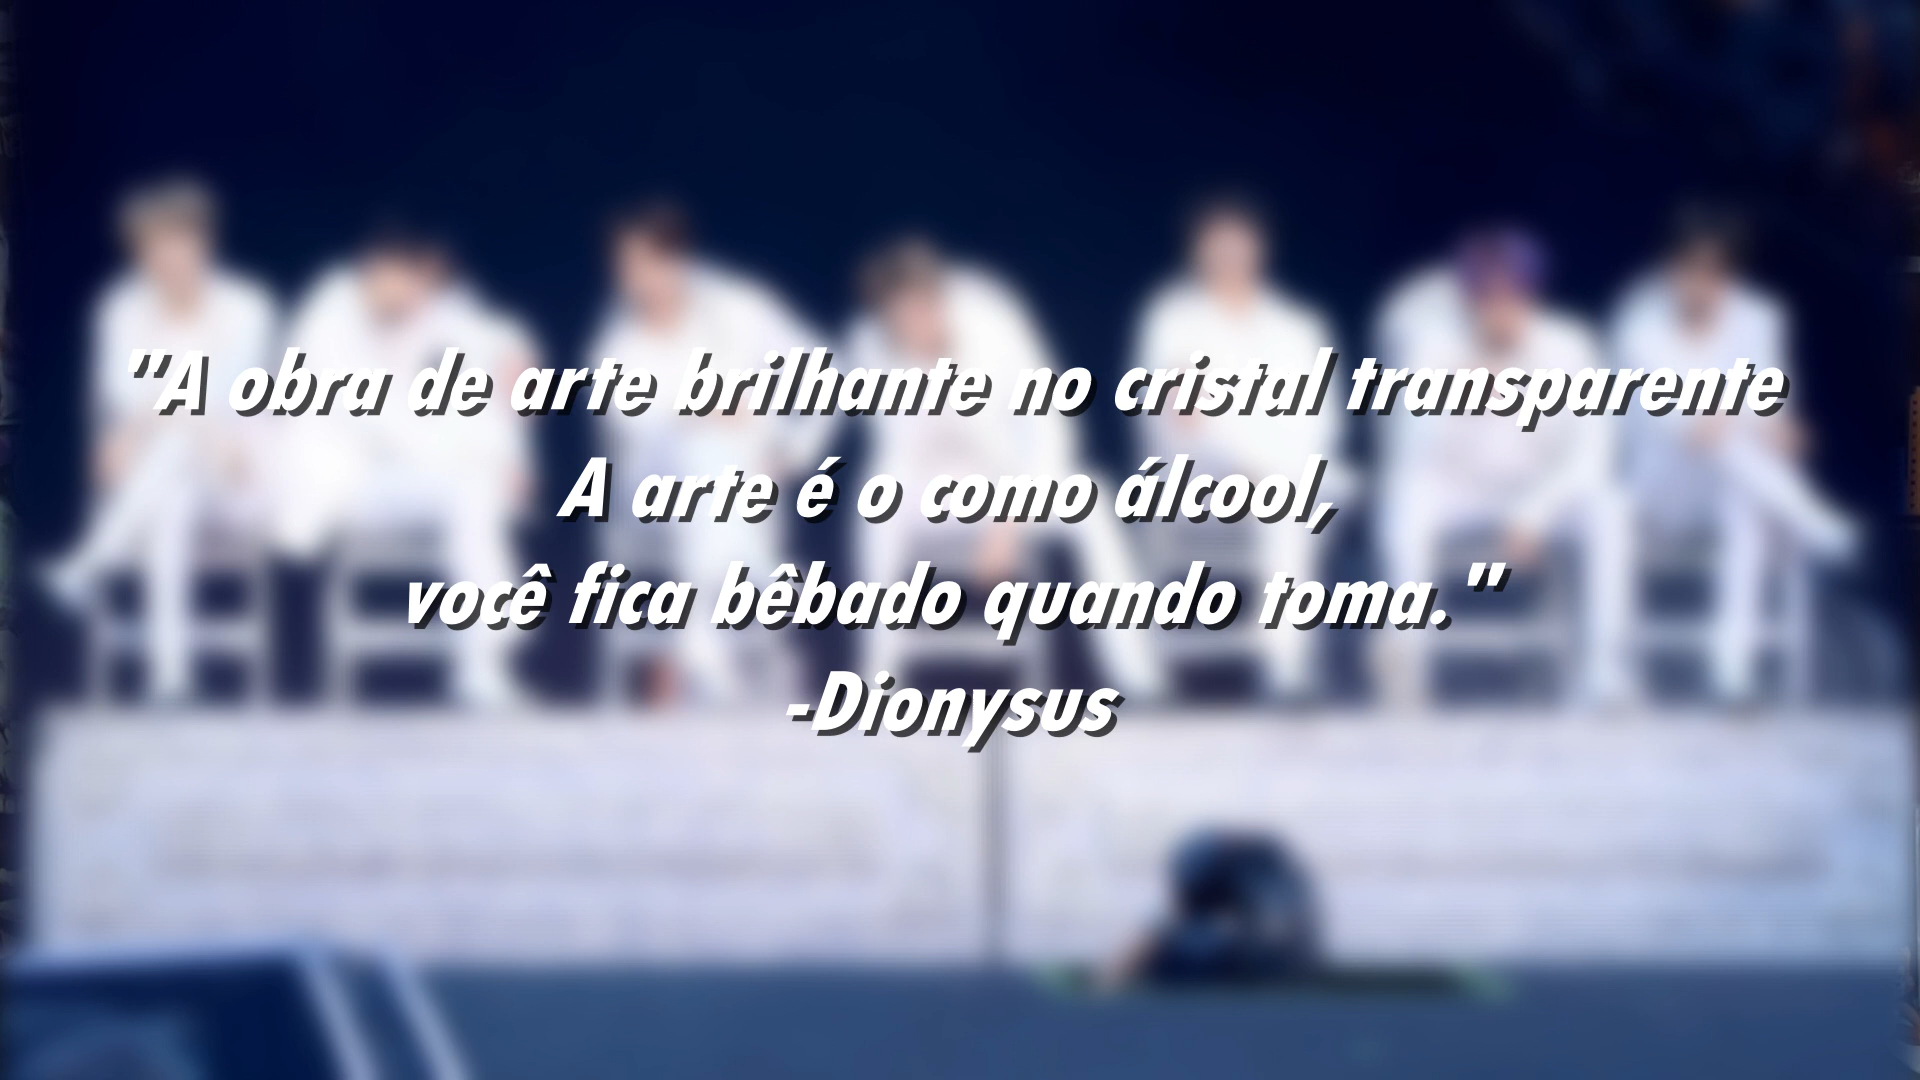 "A obra de arte brilhante no cristal transparente
A arte é o como álcool,
você fica bêbado quando toma."
-Dionysus